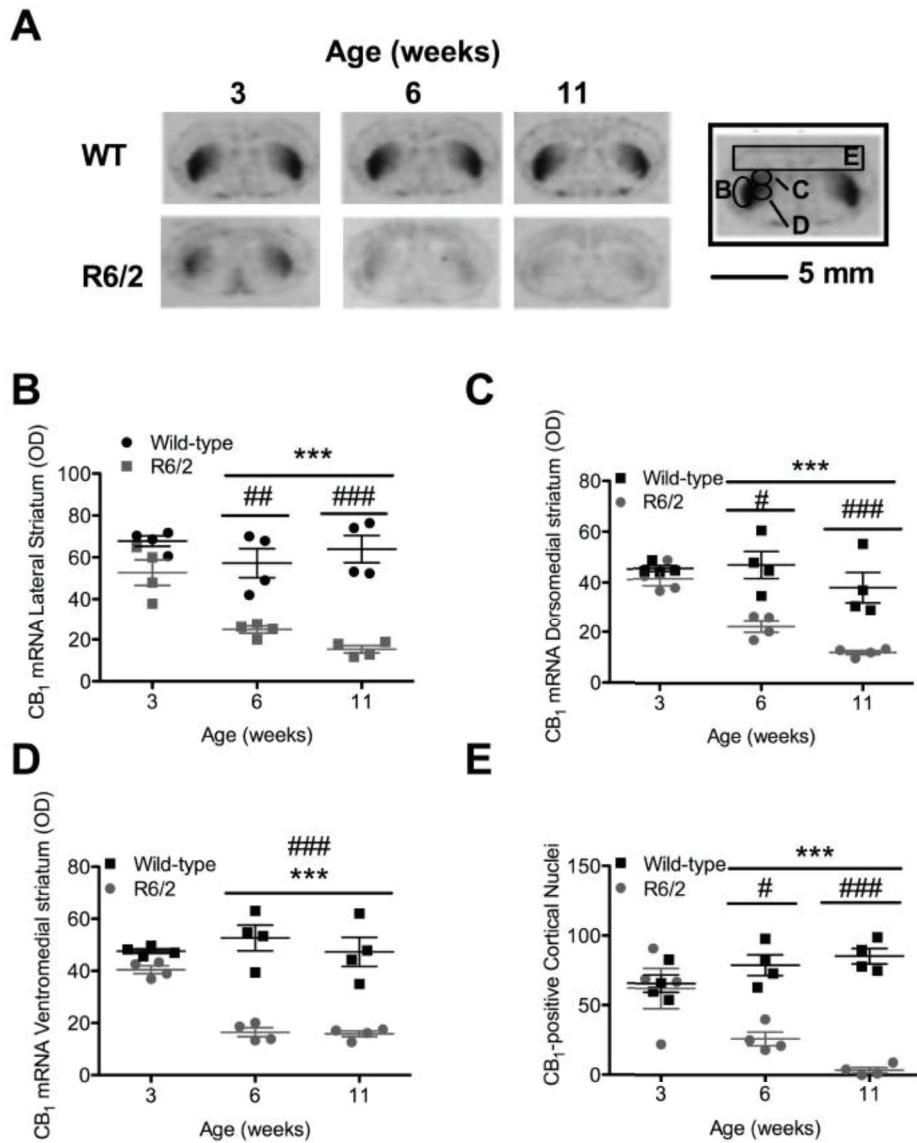 A
Age (weeks)
3 6 11
WT
R6/2
B
C
D
E
5 mm
B
CB₁ mRNA Lateral Striatum (OD)
Wild-type
R6/2
***
## ###
100
80
60
40
20
0
3 6 11
Age (weeks)
C
CB₁ mRNA Dorsomedial striatum (OD)
Wild-type
R6/2
***
# ###
80
60
40
20
0
3 6 11
Age (weeks)
D
CB₁ mRNA Ventromedial striatum (OD)
Wild-type
R6/2
###
***
80
60
40
20
0
3 6 11
Age (weeks)
E
CB₁-positive Cortical Nuclei
Wild-type
R6/2
***
# ###
150
100
50
0
3 6 11
Age (weeks)